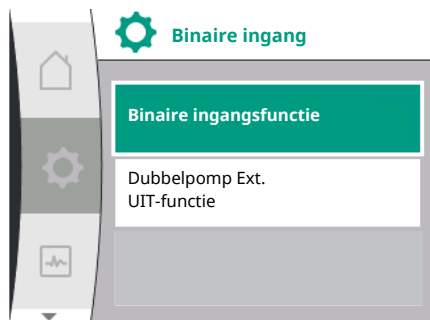 Binaire ingang
Binaire ingangsfunctie
Dubbelpomp Ext.
UIT-functie